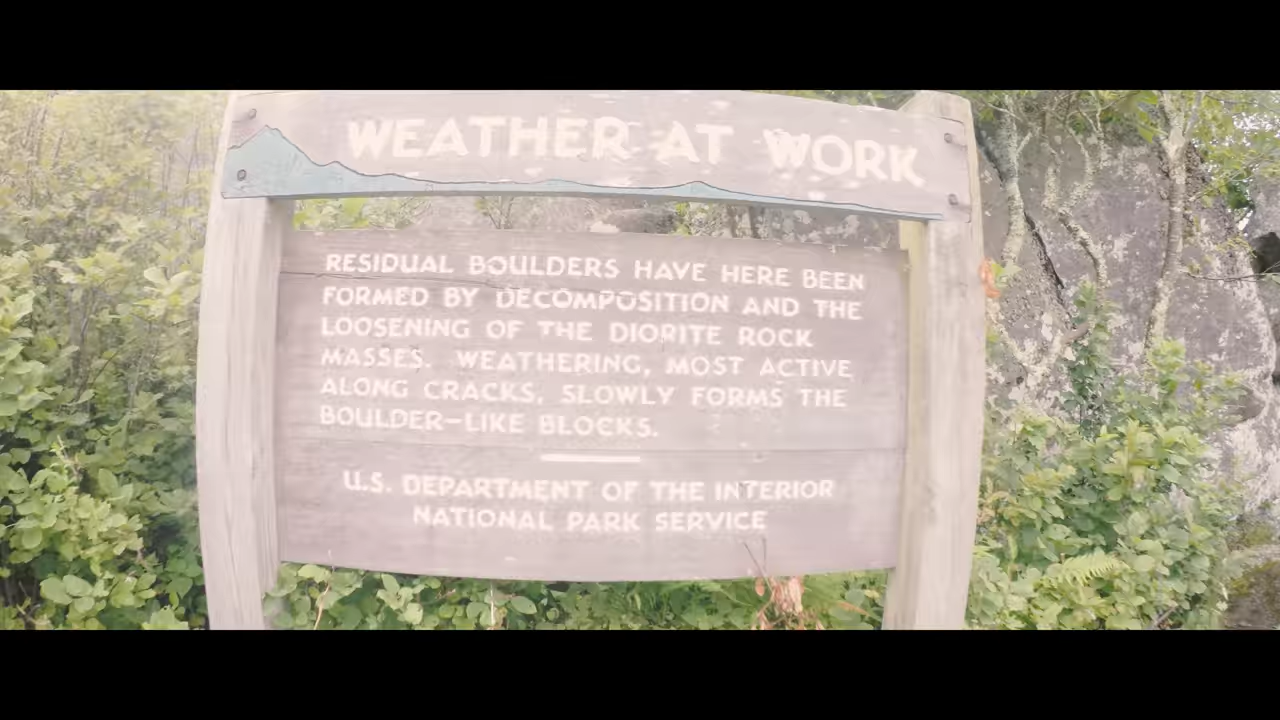 WEATHER AT WORK
RESIDUAL BOULDERS HAVE HERE BEEN
FORMED BY DECOMPOSITION AND THE
LOOSENING OF THE DIORITE ROCK
MASSES. WEATHERING, MOST ACTIVE
ALONG CRACKS, SLOWLY FORMS THE
BOULDER-LIKE BLOCKS.
U.S. DEPARTMENT OF THE INTERIOR
NATIONAL PARK SERVICE